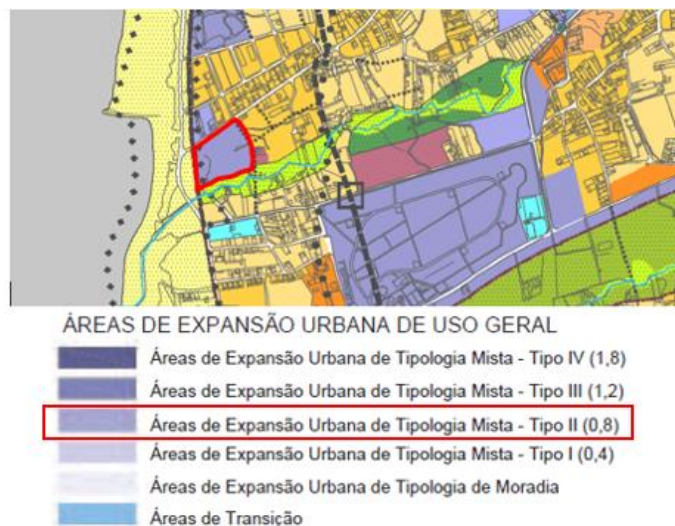 ÁREAS DE EXPANSÃO URBANA DE USO GERAL
Áreas de Expansão Urbana de Tipologia Mista - Tipo IV (1,8)
Áreas de Expansão Urbana de Tipologia Mista - Tipo III (1,2)
Áreas de Expansão Urbana de Tipologia Mista - Tipo II (0,8)
Áreas de Expansão Urbana de Tipologia Mista - Tipo I (0,4)
Áreas de Expansão Urbana de Tipologia de Moradia
Áreas de Transição